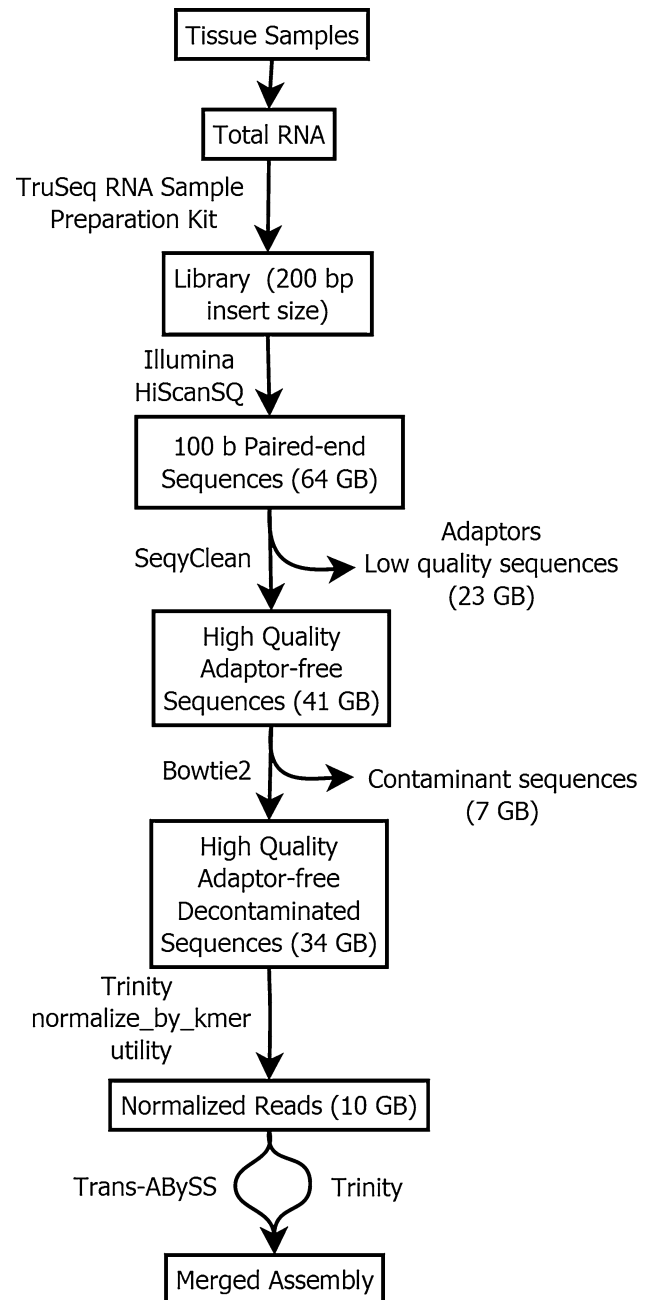 Tissue Samples
Total RNA
TruSeq RNA Sample
Preparation Kit
Library (200 bp
insert size)
Illumina
HiScanSQ
100 b Paired-end
Sequences (64 GB)
SeqyClean
Adaptors
Low quality sequences
(23 GB)
High Quality
Adaptor-free
Sequences (41 GB)
Bowtie2
Contaminant sequences
(7 GB)
High Quality
Adaptor-free
Decontaminated
Sequences (34 GB)
Trinity
normalize_by_kmer
utility
Normalized Reads (10 GB)
Trans-ABySS
Trinity
Merged Assembly